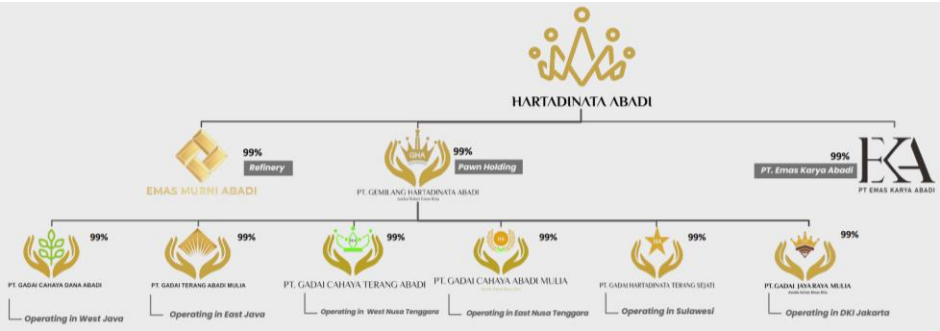 HARTADINATA ABADI
99%
Refinery
EMAS MURNI ABADI
GHA
99%
Pawn Holding
PT. GEMILANG HARTADINATA ABADI
99%
PT. Emas Karya Abadi
EKA
PT EMAS KARYA ABADI
99%
PT. GADAI CAHAYA DANA ABADI
Operating in West Java
99%
PT. GADAI TERANG ABADI MULIA
Operating in East Java
99%
PT. GADAI CAHAYA TERANG ABADI
Operating in West Nusa Tenggara
99%
PT. GADAI CAHAYA ABADI MULIA
Operating in East Nusa Tenggara
99%
PT. GADAI HARTADINATA TERANG SEJATI
Operating in Sulawesi
99%
PT. GADAI JAYA RAYA MULIA
Operating in DKI Jakarta